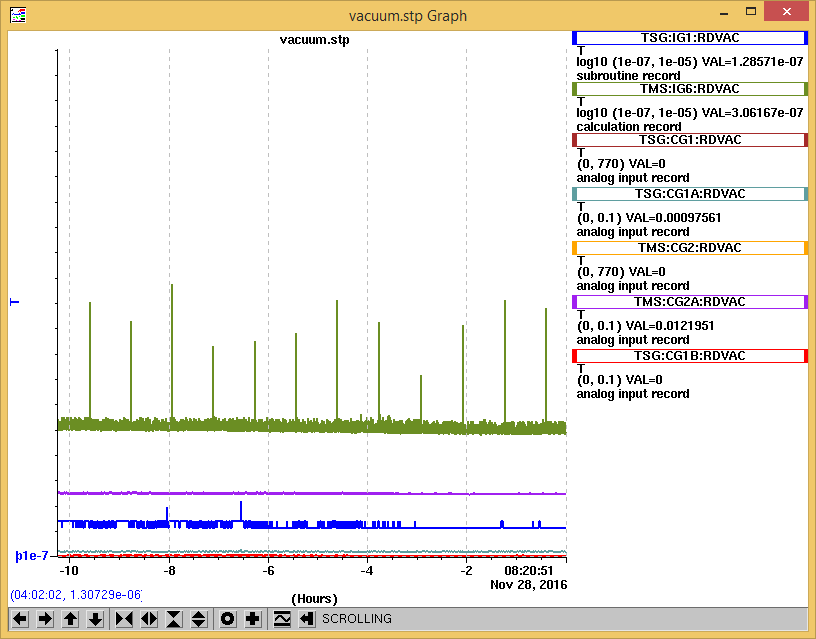 vacuum.stp Graph
vacuum.stp
TSG:IG1:RDVAC
T
log10 (1e-07, 1e-05) VAL=1.28571e-07
subroutine record
TMS:IG6:RDVAC
T
log10 (1e-07, 1e-05) VAL=3.06167e-07
calculation record
TSG:CG1:RDVAC
T
(0, 770) VAL=0
analog input record
TSG:CG1A:RDVAC
T
(0, 0.1) VAL=0.00097561
analog input record
TMS:CG2:RDVAC
T
(0, 770) VAL=0
analog input record
TMS:CG2A:RDVAC
T
(0, 0.1) VAL=0.0121951
analog input record
TSG:CG1B:RDVAC
T
(0, 0.1) VAL=0
analog input record
T
1e-7
-10 -8 -6 -4 -2 08:20:51
Nov 28, 2016
(Hours)
(04:02:02, 1.30729e-06)
SCROLLING